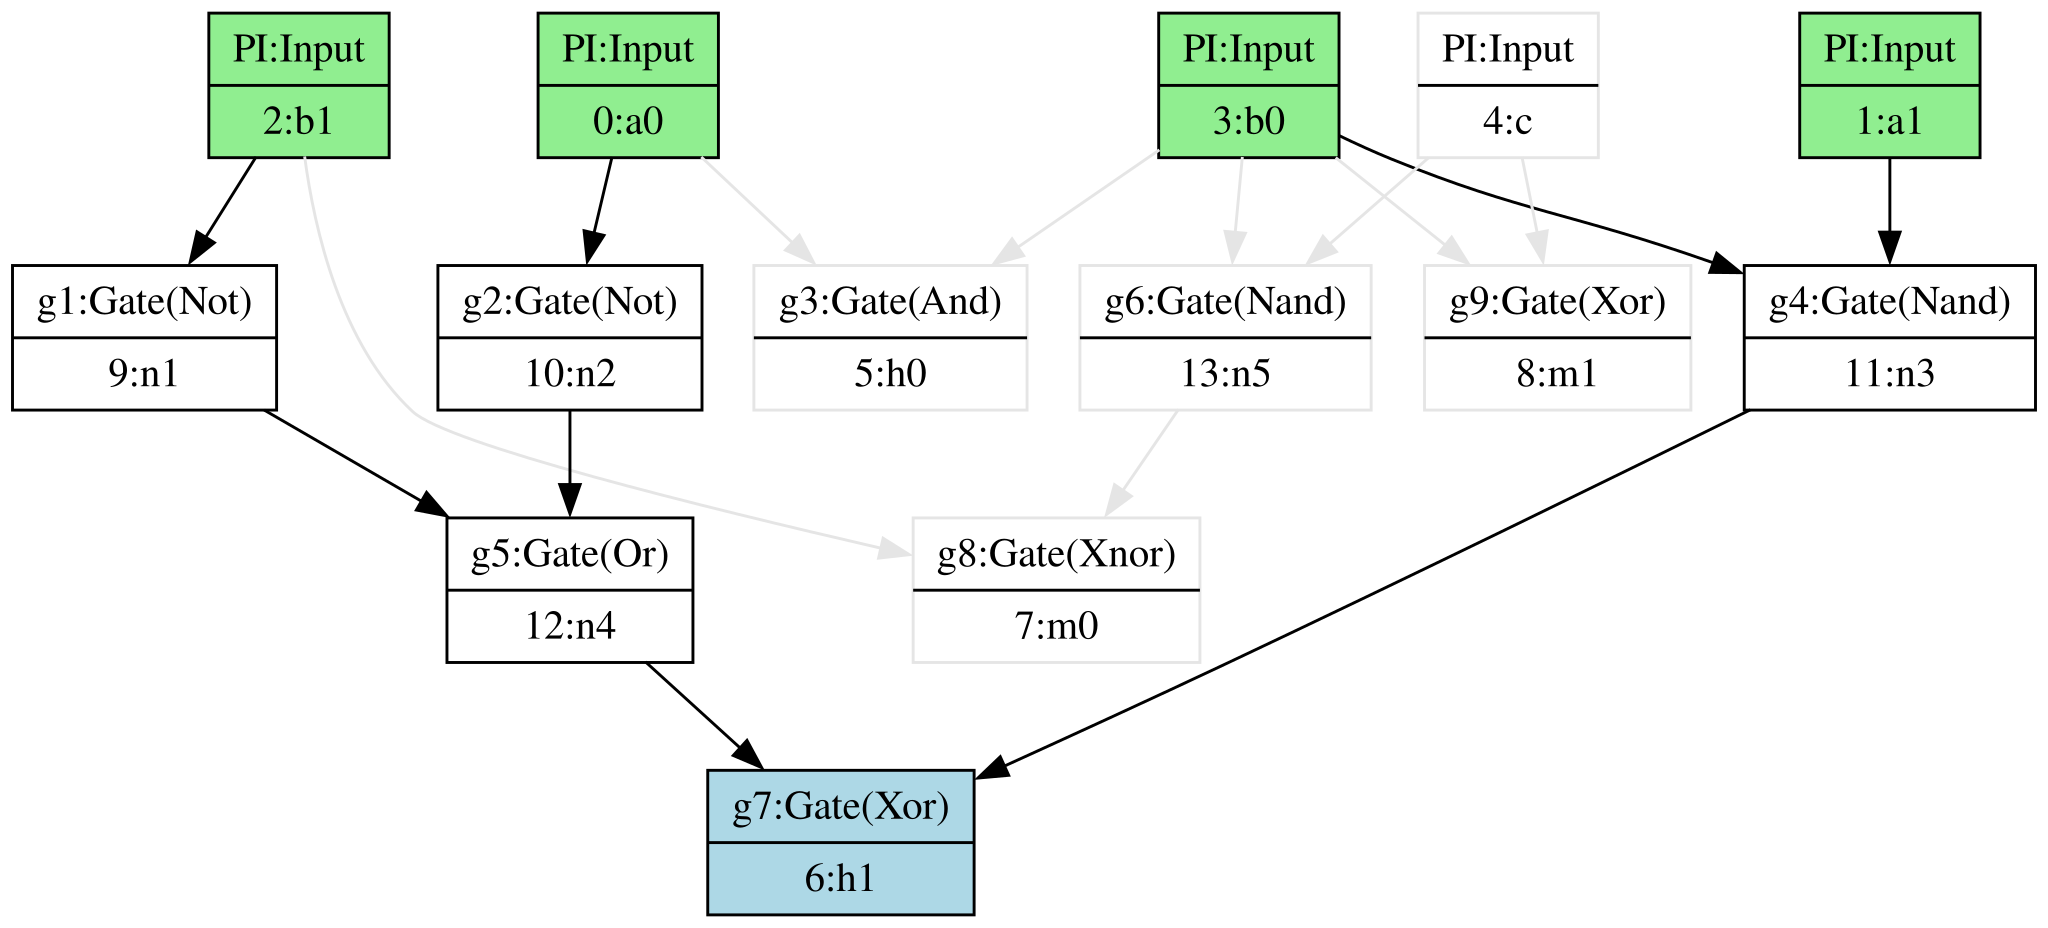 PI:Input
2:b1
PI:Input
0:a0
PI:Input
3:b0
PI:Input
4:c
PI:Input
1:a1
g1:Gate(Not)
9:n1
g2:Gate(Not)
10:n2
g3:Gate(And)
5:h0
g6:Gate(Nand)
13:n5
g9:Gate(Xor)
8:m1
g4:Gate(Nand)
11:n3
g5:Gate(Or)
12:n4
g8:Gate(Xnor)
7:m0
g7:Gate(Xor)
6:h1